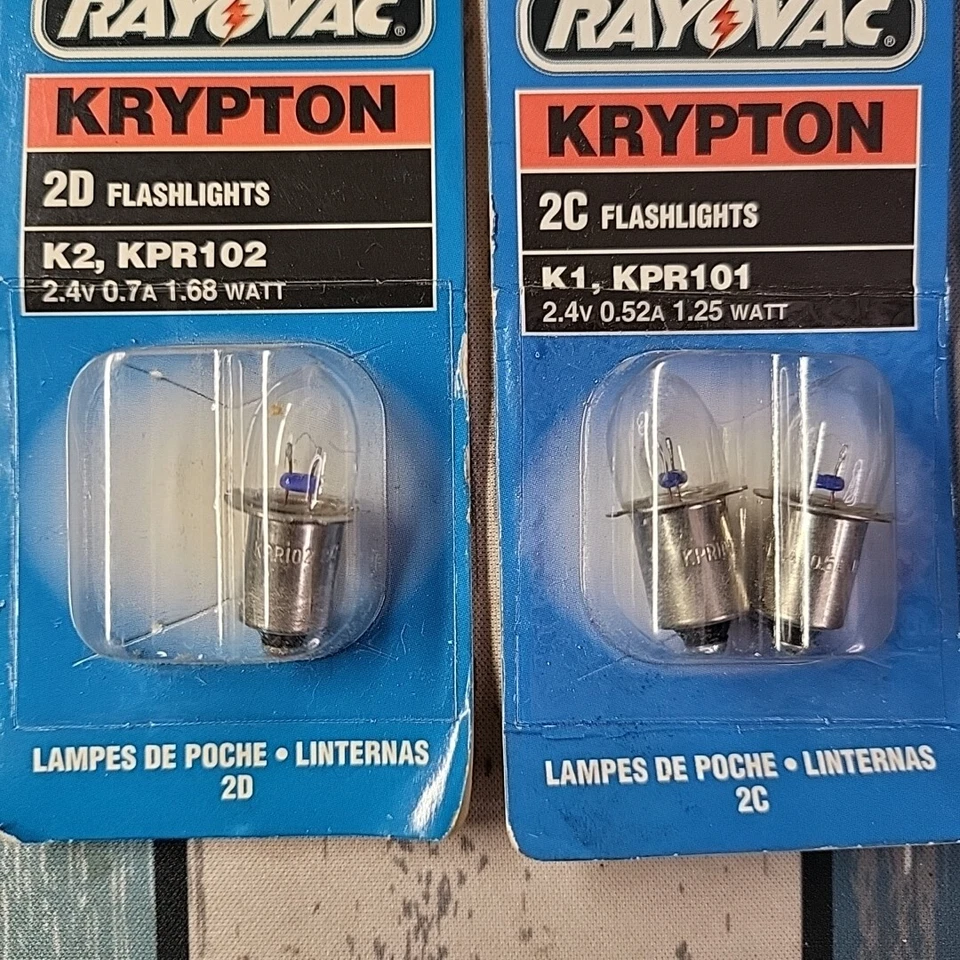 RAYOVAC®
KRYPTON
2D FLASHLIGHTS
K2, KPR102
2.4V 0.7A 1.68 WATT
KPR102
LAMPES DE POCHE • LINTERNAS
2D
RAYOVAC®
KRYPTON
2C FLASHLIGHTS
K1, KPR101
2.4V 0.52A 1.25 WATT
LAMPES DE POCHE • LINTERNAS
2C